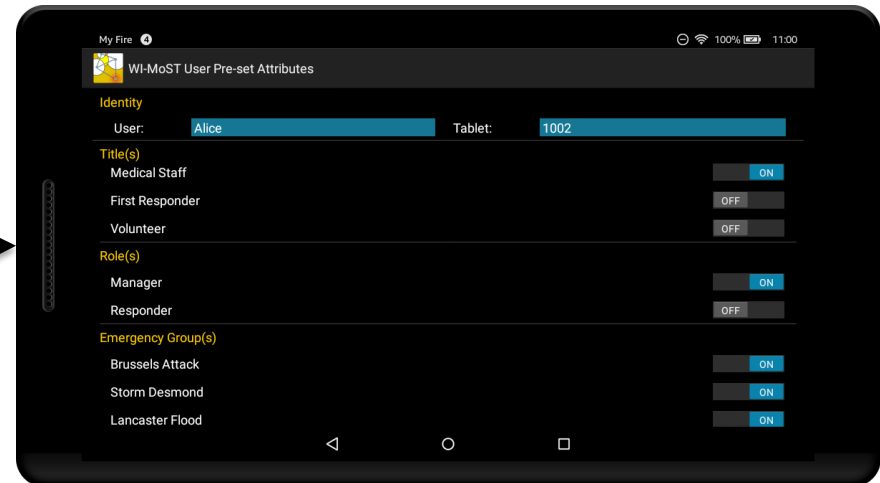 My Fire 4 100% 11:00
WI-MoST User Pre-set Attributes
Identity
User: Alice Tablet: 1002
Title(s)
Medical Staff ON
First Responder OFF
Volunteer OFF
Role(s)
Manager ON
Responder OFF
Emergency Group(s)
Brussels Attack ON
Storm Desmond ON
Lancaster Flood ON